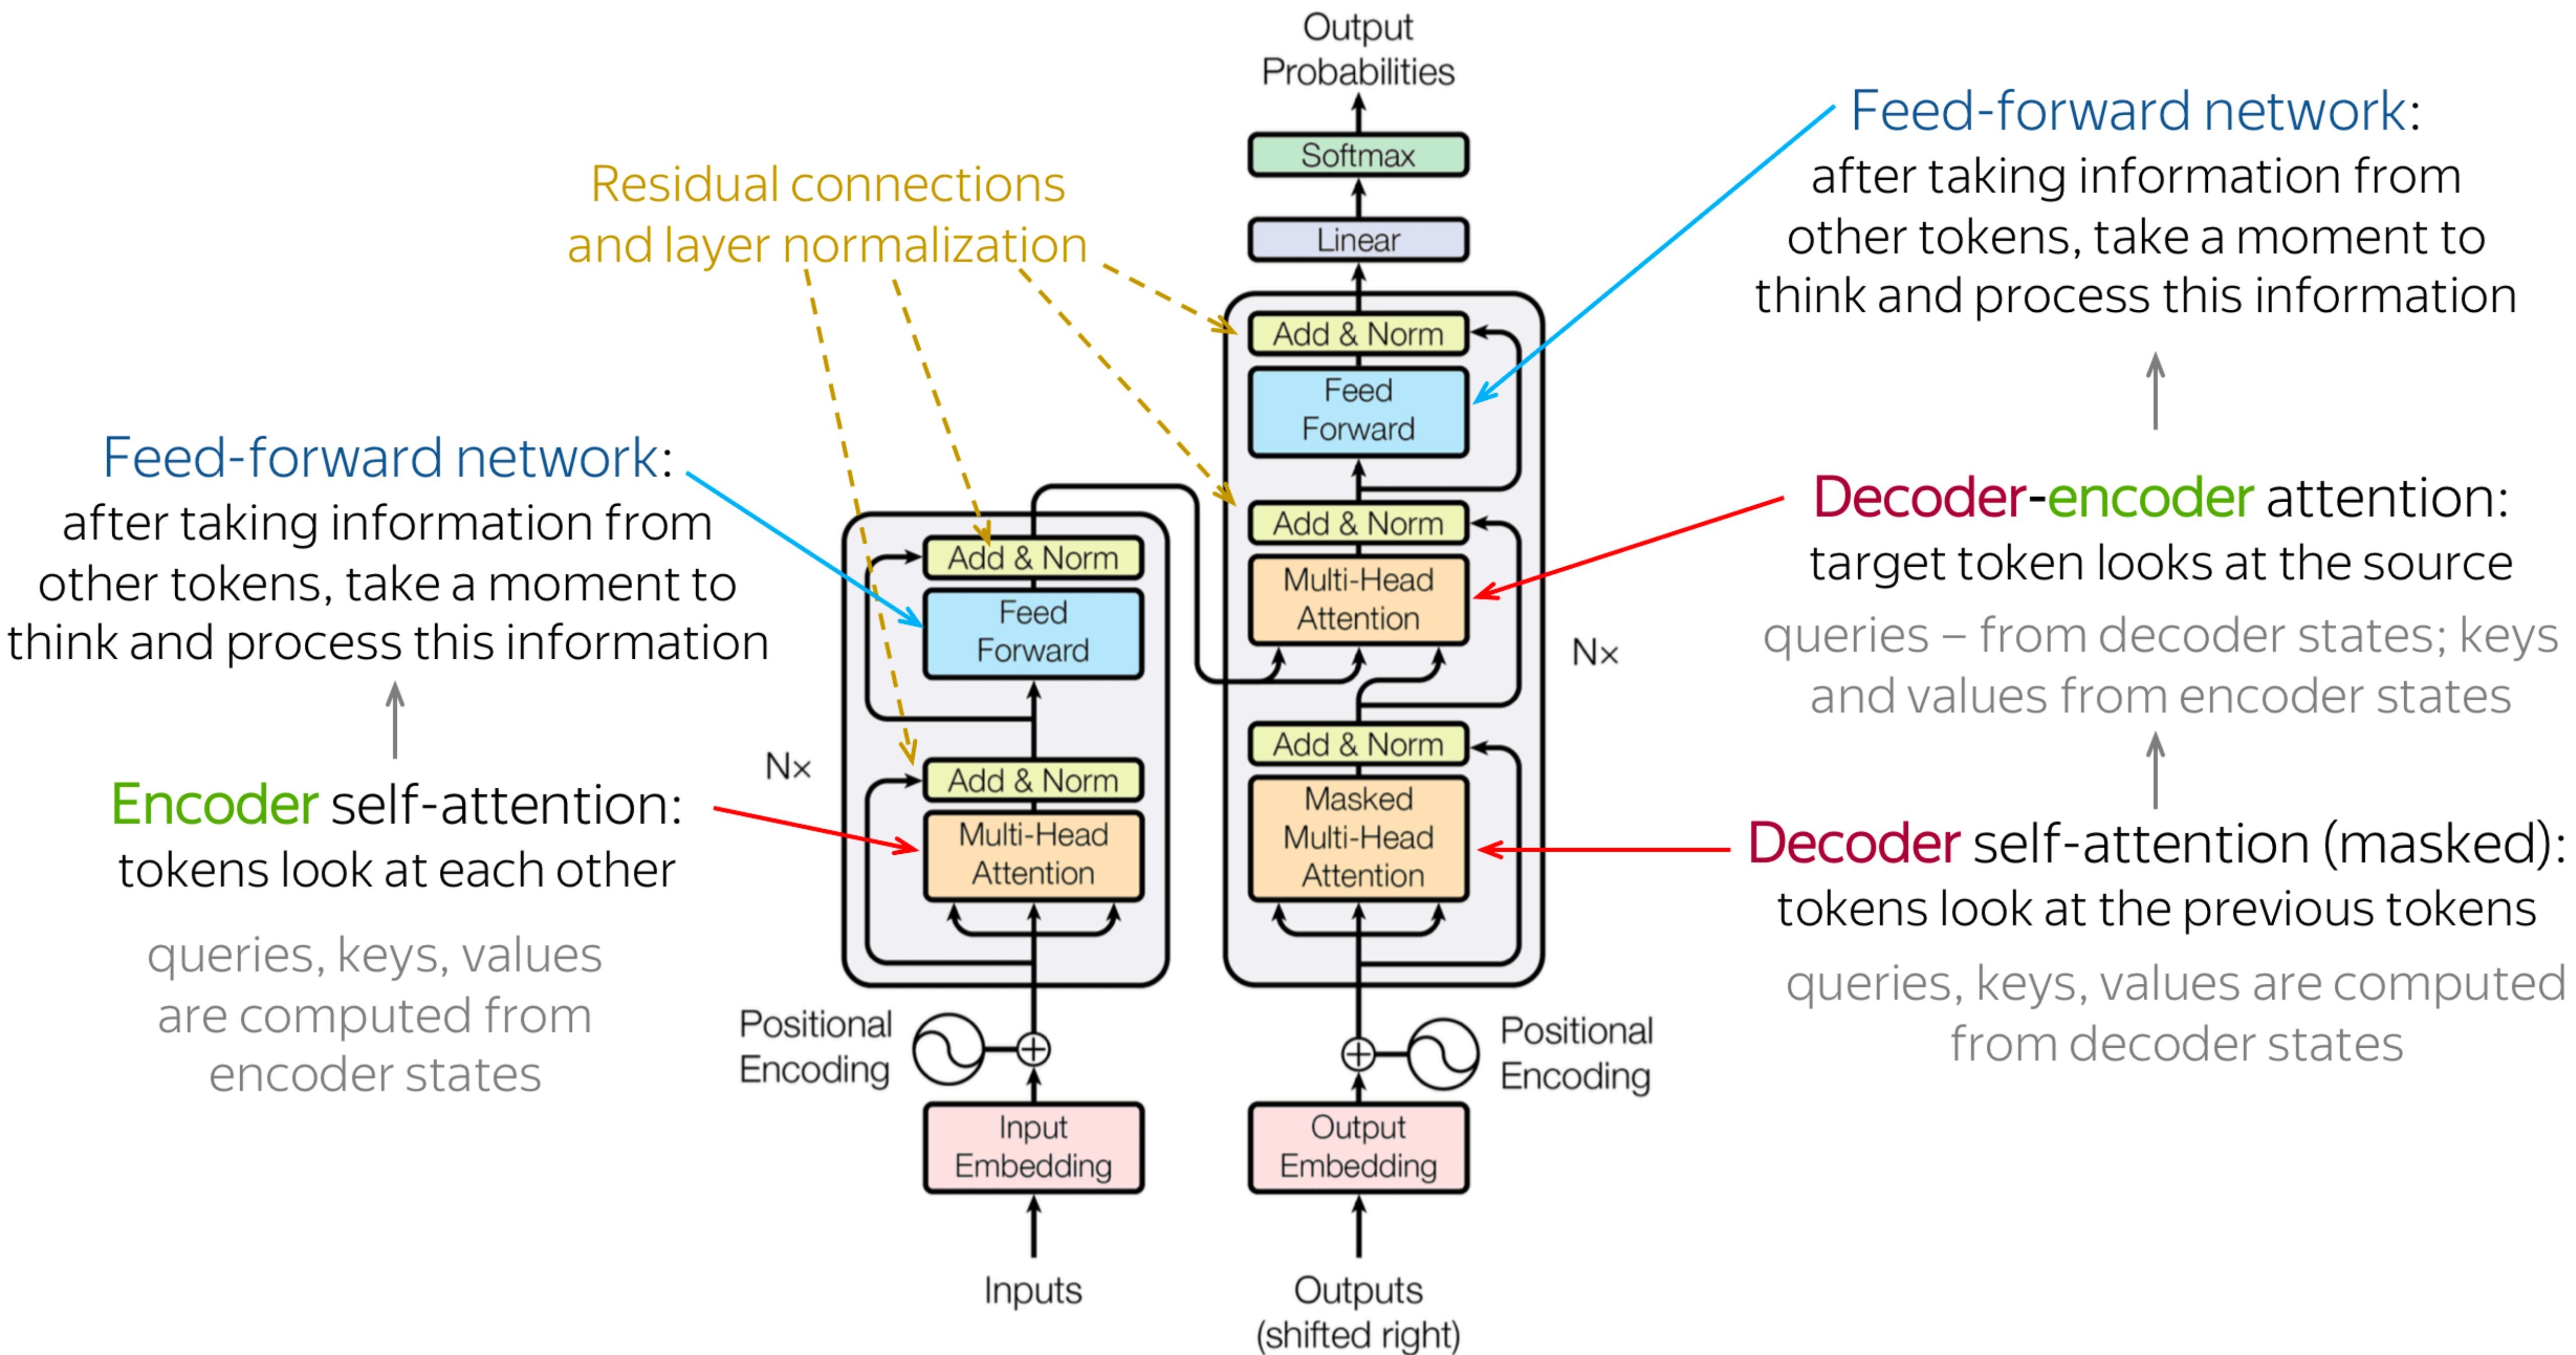 Output
Probabilities
Softmax
Linear
Add & Norm
Feed
Forward
Add & Norm
Multi-Head
Attention
Add & Norm
Masked
Multi-Head
Attention
N×
Positional
Encoding
Output
Embedding
Outputs
(shifted right)
Residual connections
and layer normalization
Add & Norm
Feed
Forward
Add & Norm
Multi-Head
Attention
N×
Positional
Encoding
Input
Embedding
Inputs
Feed-forward network:
after taking information from
other tokens, take a moment to
think and process this information
Encoder self-attention:
tokens look at each other
queries, keys, values
are computed from
encoder states
Feed-forward network:
after taking information from
other tokens, take a moment to
think and process this information
Decoder-encoder attention:
target token looks at the source
queries – from decoder states; keys
and values from encoder states
Decoder self-attention (masked):
tokens look at the previous tokens
queries, keys, values are computed
from decoder states